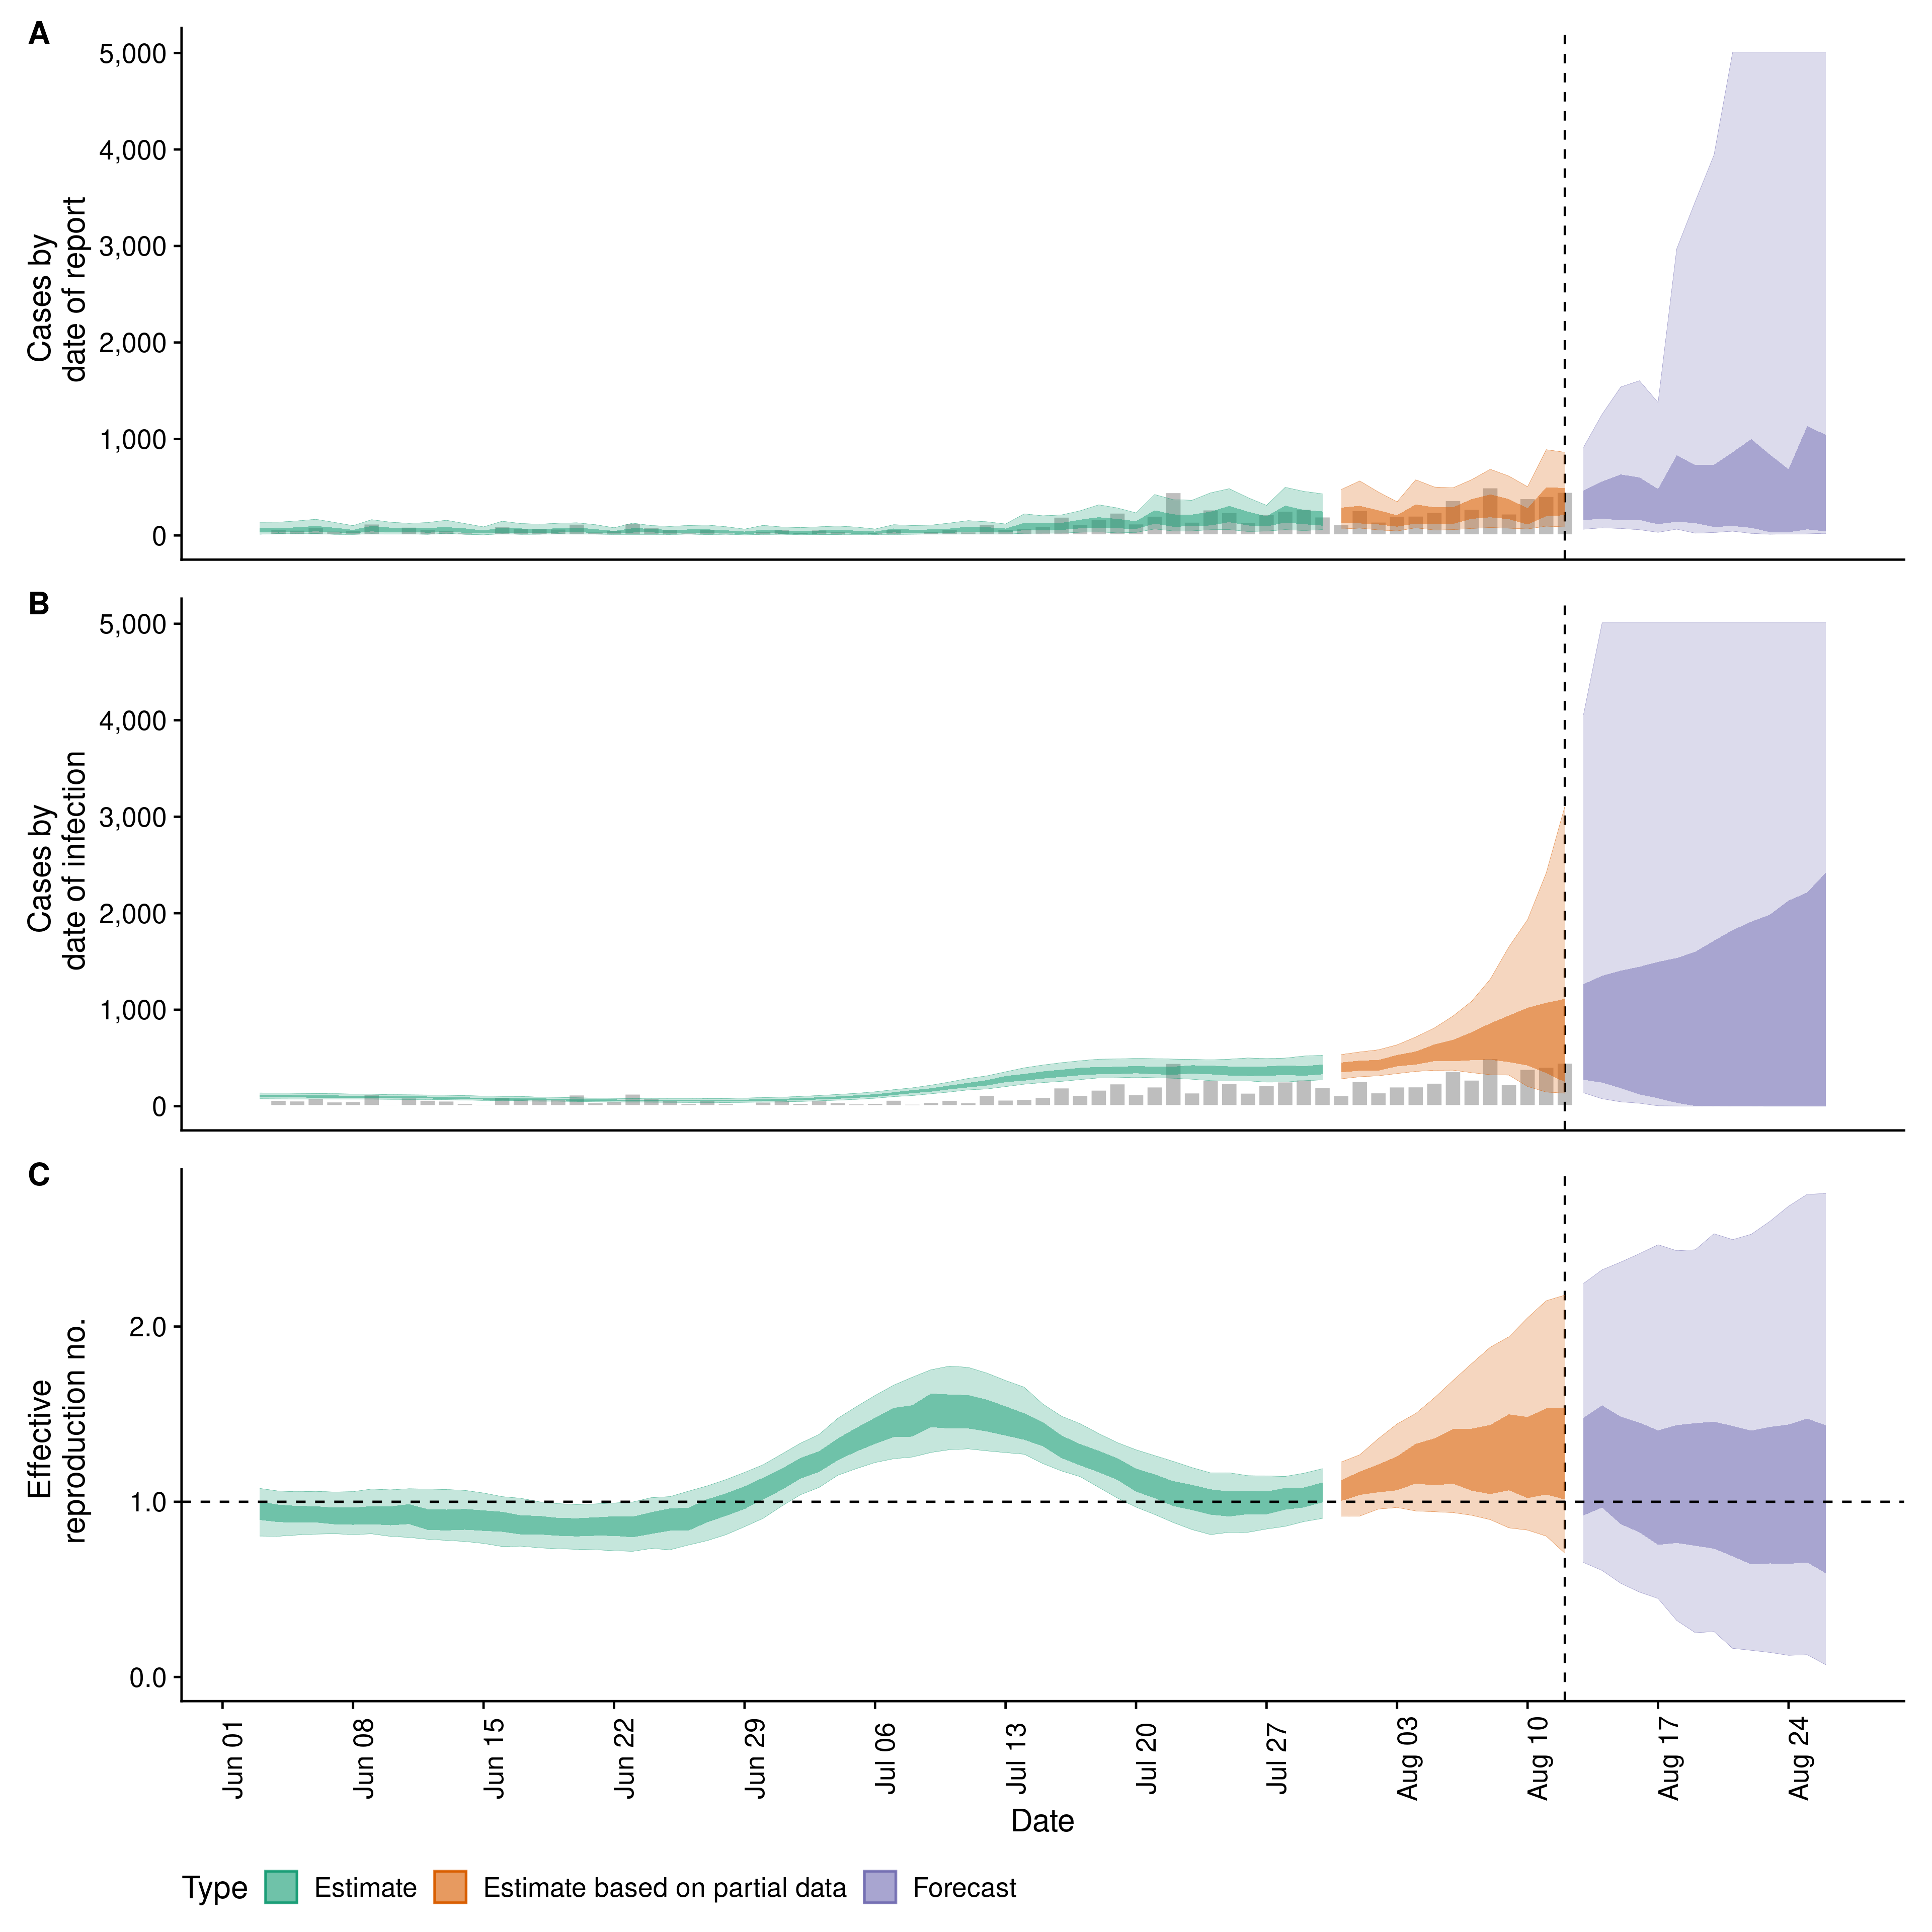 A
5,000
4,000
3,000
2,000
1,000
0
Cases by
date of report
B
5,000
4,000
3,000
2,000
1,000
0
Cases by
date of infection
C
2.0
1.0
0.0
Effective
reproduction no.
Jun 01
Jun 08
Jun 15
Jun 22
Jun 29
Jul 06
Jul 13
Jul 20
Jul 27
Aug 03
Aug 10
Aug 17
Aug 24
Date
Type Estimate Estimate based on partial data Forecast